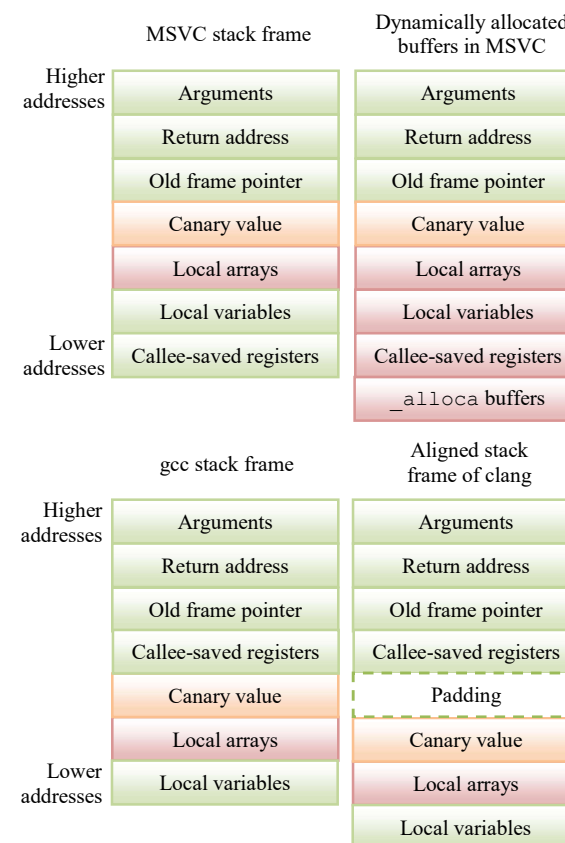 MSVC stack frame
Dynamically allocated
buffers in MSVC
Higher
addresses
Arguments
Return address
Old frame pointer
Canary value
Local arrays
Local variables
Callee-saved registers
Lower
addresses
Arguments
Return address
Old frame pointer
Canary value
Local arrays
Local variables
Callee-saved registers
_alloca buffers
gcc stack frame
Aligned stack
frame of clang
Higher
addresses
Arguments
Return address
Old frame pointer
Callee-saved registers
Canary value
Local arrays
Local variables
Lower
addresses
Arguments
Return address
Old frame pointer
Callee-saved registers
Padding
Canary value
Local arrays
Local variables